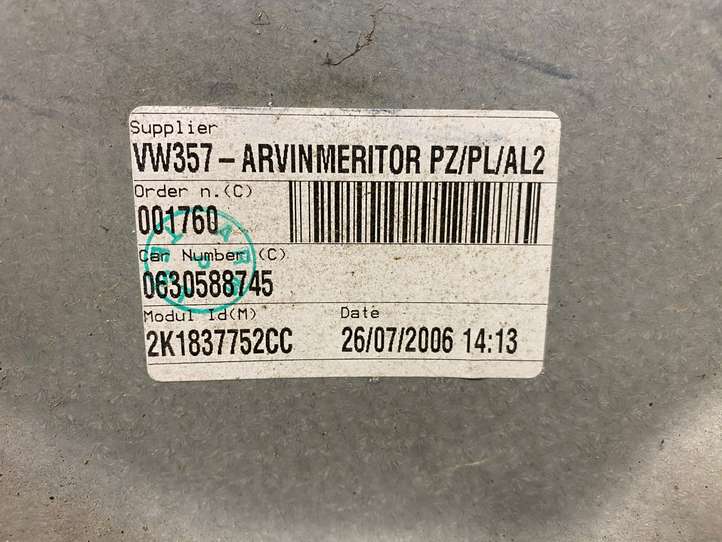 Supplier
VW357 - ARVINMERITOR PZ/PL/AL2
Order n.(C)
001760
Car Number (C)
0630588745
Modul Id(M) Date
2K1837752CC 26/07/2006 14:13